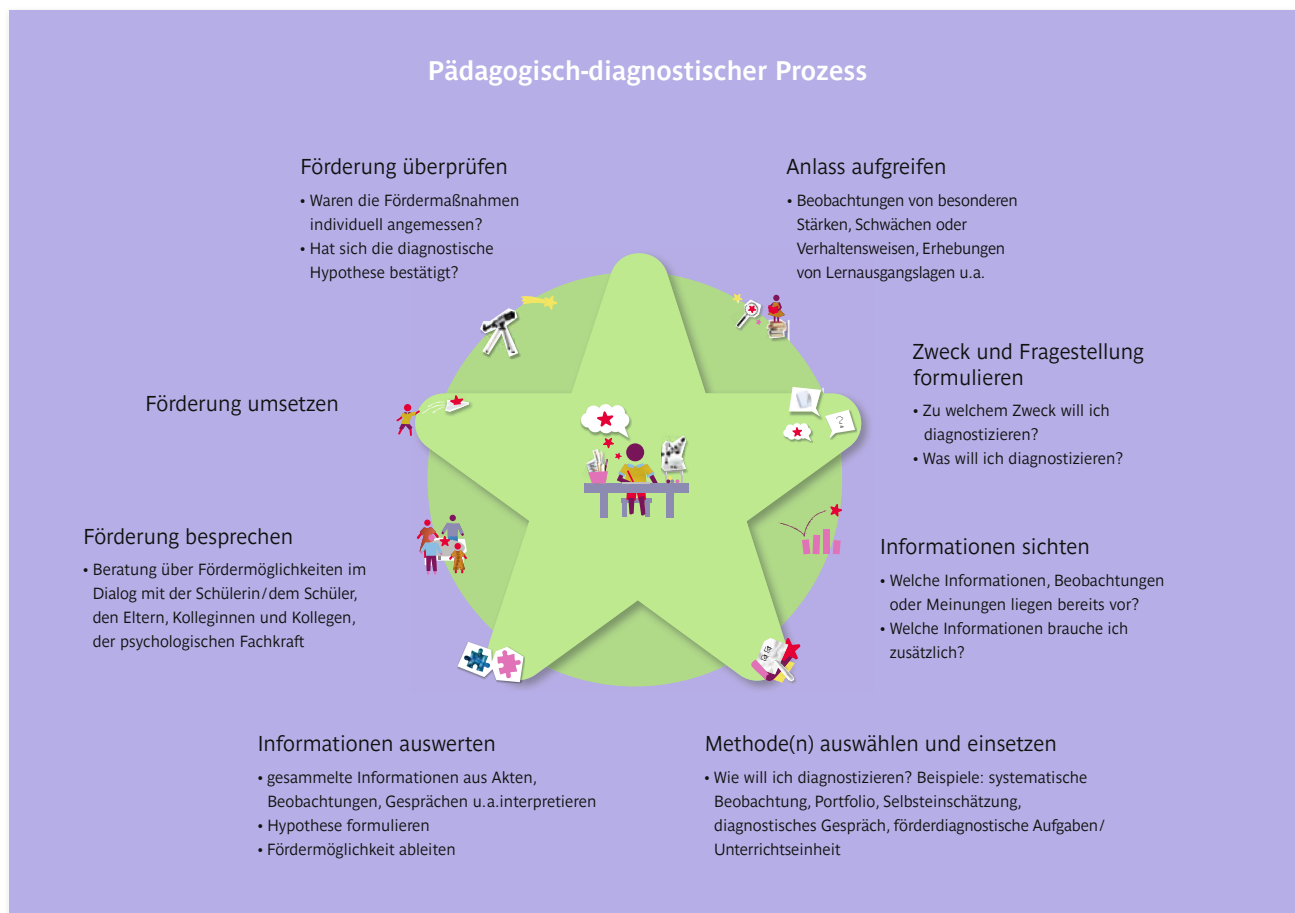 Pädagogisch-diagnostischer Prozess
Anlass aufgreifen
• Beobachtungen von besonderen
Stärken, Schwächen oder
Verhaltensweisen, Erhebungen
von Lernausgangslagen u.a.
Zweck und Fragestellung
formulieren
• Zu welchem Zweck will ich
diagnostizieren?
• Was will ich diagnostizieren?
?
Informationen sichten
• Welche Informationen, Beobachtungen
oder Meinungen liegen bereits vor?
• Welche Informationen brauche ich
zusätzlich?
Methode(n) auswählen und einsetzen
• Wie will ich diagnostizieren? Beispiele: systematische
Beobachtung, Portfolio, Selbsteinschätzung,
diagnostisches Gespräch, förderdiagnostische Aufgaben/
Unterrichtseinheit
Informationen auswerten
• gesammelte Informationen aus Akten,
Beobachtungen, Gesprächen u.a.interpretieren
• Hypothese formulieren
• Fördermöglichkeit ableiten
Förderung besprechen
• Beratung über Fördermöglichkeiten im
Dialog mit der Schülerin/dem Schüler,
den Eltern, Kolleginnen und Kollegen,
der psychologischen Fachkraft
Förderung umsetzen
Förderung überprüfen
• Waren die Fördermaßnahmen
individuell angemessen?
• Hat sich die diagnostische
Hypothese bestätigt?